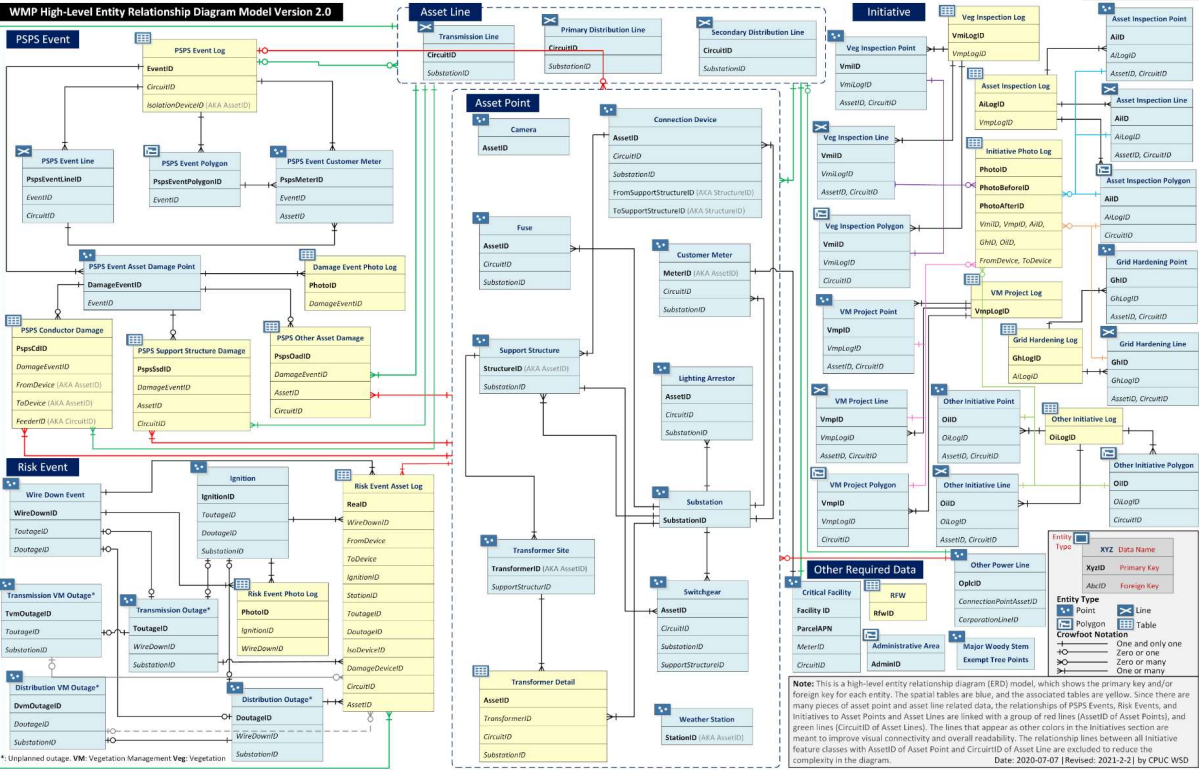 WMP High-Level Entity Relationship Diagram Model Version 2.0
PSPS Event
PSPS Event Log
EventID
CircuitID
IsolationDeviceID (AKA AssetID)
PSPS Event Line
PspsEventLineID
EventID
CircuitID
PSPS Event Polygon
PspsEventPolygonID
EventID
PSPS Event Customer Meter
PspsMeterID
EventID
AssetID
PSPS Event Asset Damage Point
DamageEventID
EventID
Damage Event Photo Log
PhotoID
DamageEventID
PSPS Conductor Damage
PspsCdID
DamageEventID
FromDevice (AKA AssetID)
ToDevice (AKA AssetID)
FeederID (AKA CircuitID)
PSPS Support Structure Damage
PspsSsdID
DamageEventID
AssetID
CircuitID
PSPS Other Asset Damage
PspsOadID
DamageEventID
AssetID
CircuitID
Risk Event
Wire Down Event
WireDownID
ToutageID
DoutageID
Ignition
IgnitionID
ToutageID
DoutageID
SubstationID
Risk Event Asset Log
ReaID
WireDownID
FromDevice
ToDevice
IgnitionID
StationID
ToutageID
DoutageID
IsoDeviceID
DamageDeviceID
CircuitID
AssetID
Transmission VM Outage*
TvmOutageID
ToutageID
SubstationID
Transmission Outage*
ToutageID
WireDownID
SubstationID
Risk Event Photo Log
PhotoID
IgnitionID
WireDownID
Distribution VM Outage*
DvmOutageID
DoutageID
SubstationID
Distribution Outage*
DoutageID
WireDownID
SubstationID
*: Unplanned outage. VM: Vegetation Management Veg: Vegetation
Asset Line
Transmission Line
CircuitID
SubstationID
Primary Distribution Line
CircuitID
SubstationID
Secondary Distribution Line
CircuitID
SubstationID
Asset Point
Camera
AssetID
Connection Device
AssetID
CircuitID
SubstationID
FromSupportStructureID (AKA StructureID)
ToSupportStructureID (AKA StructureID)
Fuse
AssetID
CircuitID
SubstationID
Customer Meter
MeterID (AKA AssetID)
CircuitID
SubstationID
Support Structure
StructureID (AKA AssetID)
SubstationID
Lighting Arrestor
AssetID
CircuitID
SubstationID
Substation
SubstationID
Transformer Site
TransformerID (AKA AssetID)
SupportStructurID
Switchgear
AssetID
CircuitID
SubstationID
SupportStructureID
Transformer Detail
AssetID
TransformerID
CircuitID
SubstationID
Weather Station
StationID (AKA AssetID)
Initiative
Veg Inspection Log
VmiLogID
VmpLogID
Veg Inspection Point
VmiID
VmiLogID
AssetID, CircuitID
Veg Inspection Line
VmiID
VmiLogID
AssetID, CircuitID
Veg Inspection Polygon
VmiID
VmiLogID
CircuitID
Asset Inspection Log
AiLogID
VmpLogID
Asset Inspection Point
AiID
AiLogID
AssetID, CircuitID
Asset Inspection Line
AiID
AiLogID
AssetID, CircuitID
Asset Inspection Polygon
AiID
AiLogID
CircuitID
Initiative Photo Log
PhotoID
PhotoBeforeID
PhotoAfterID
VmiID, VmpID, AiID,
GhID, OiID,
FromDevice, ToDevice
VM Project Log
VmpLogID
VM Project Point
VmpID
VmpLogID
AssetID, CircuitID
VM Project Line
VmpID
VmpLogID
AssetID, CircuitID
VM Project Polygon
VmpID
VmpLogID
CircuitID
Grid Hardening Log
GhLogID
AiLogID
Grid Hardening Point
GhID
GhLogID
AssetID, CircuitID
Grid Hardening Line
GhID
GhLogID
AssetID, CircuitID
Other Initiative Point
OiID
OiLogID
AssetID, CircuitID
Other Initiative Log
OiLogID
Other Initiative Line
OiID
OiLogID
AssetID, CircuitID
Other Initiative Polygon
OiID
OiLogID
CircuitID
Other Required Data
Critical Facility
Facility ID
ParcelAPN
MeterID
CircuitID
RFW
RfwID
Administrative Area
AdminID
Other Power Line
OplcID
ConnectionPointAssetID
CorporationLineID
Major Woody Stem
Exempt Tree Points
Entity
Type
XYZ Data Name
XyzID Primary Key
AbcID Foreign Key
Entity Type
Point
Line
Polygon
Table
Crowfoot Notation
One and only one
Zero or one
Zero or many
One or many
Note: This is a high-level entity relationship diagram (ERD) model, which shows the primary key and/or
foreign key for each entity. The spatial tables are blue, and the associated tables are yellow. Since there are
many pieces of asset point and asset line related data, the relationships of PSPS Events, Risk Events, and
Initiatives to Asset Points and Asset Lines are linked with a group of red lines (AssetID of Asset Points), and
green lines (CircuitID of Asset Lines). The lines that appear as other colors in the Initiatives section are
meant to improve visual connectivity and overall readability. The relationship lines between all Initiative
feature classes with AssetID of Asset Point and CircuirtID of Asset Line are excluded to reduce the
complexity in the diagram.
Date: 2020-07-07 | Revised: 2021-2-2 | by CPUC WSD